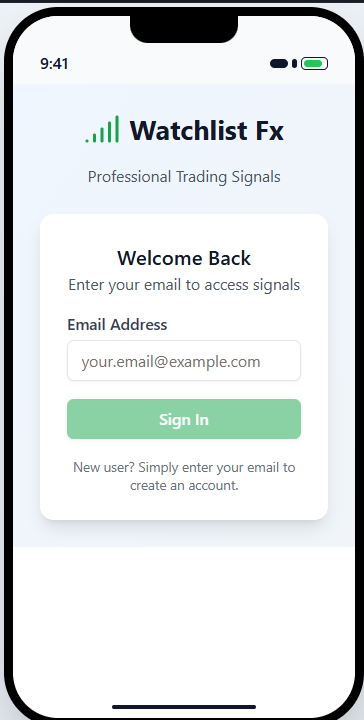 9:41
Watchlist Fx
Professional Trading Signals
Welcome Back
Enter your email to access signals
Email Address
your.email@example.com
Sign In
New user? Simply enter your email to
create an account.